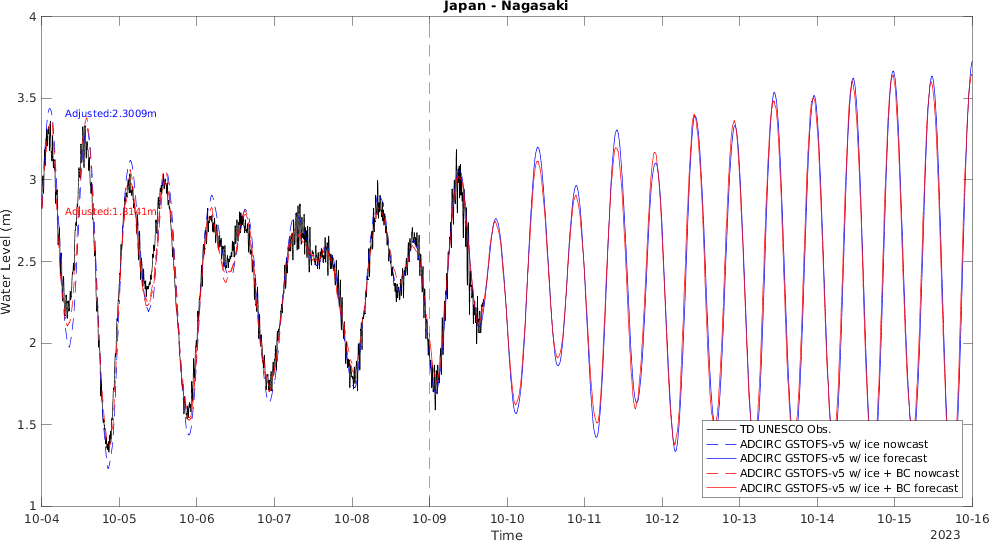 Japan - Nagasaki
4
3.5
3
2.5
2
1.5
1
Water Level (m)
Adjusted:2.3009m
Adjusted:1.8141m
TD UNESCO Obs.
ADCIRC GSTOFS-v5 w/ ice nowcast
ADCIRC GSTOFS-v5 w/ ice forecast
ADCIRC GSTOFS-v5 w/ ice + BC nowcast
ADCIRC GSTOFS-v5 w/ ice + BC forecast
10-04 10-05 10-06 10-07 10-08 10-09 10-10 10-11 10-12 10-13 10-14 10-15 10-16
Time
2023